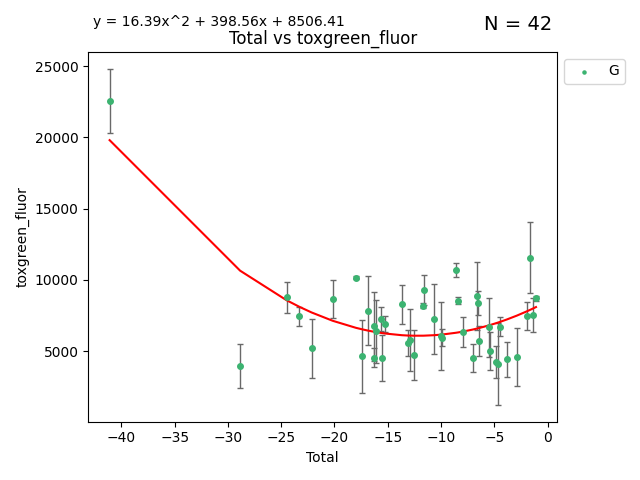 y = 16.39x^2 + 398.56x + 8506.41
N = 42
Total vs toxgreen_fluor
G
25000
20000
15000
10000
5000
toxgreen_fluor
−40 −35 −30 −25 −20 −15 −10 −5 0
Total